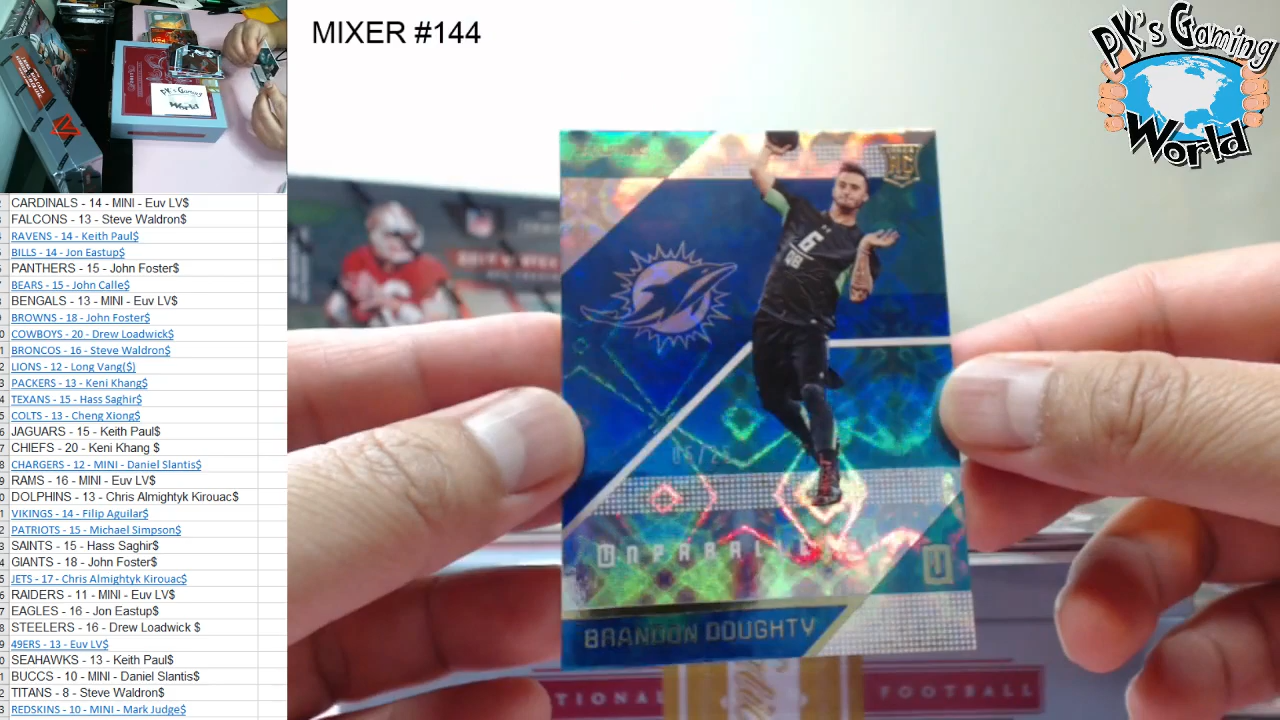 MIXER #144
PK's Gaming
World
CARDINALS - 14 - MINI - Euv LV$
FALCONS - 13 - Steve Waldron$
RAVENS - 14 - Keith Paul$
BILLS - 14 - Jon Eastup$
PANTHERS - 15 - John Foster$
BEARS - 15 - John Calle$
BENGALS - 13 - MINI - Euv LV$
BROWNS - 18 - John Foster$
COWBOYS - 20 - Drew Loadwick$
BRONCOS - 16 - Steve Waldron$
LIONS - 12 - Long Vang($)
PACKERS - 13 - Keni Khang$
TEXANS - 15 - Hass Saghir$
COLTS - 13 - Cheng Xiong$
JAGUARS - 15 - Keith Paul$
CHIEFS - 20 - Keni Khang $
CHARGERS - 12 - MINI - Daniel Slantis$
RAMS - 16 - MINI - Euv LV$
DOLPHINS - 13 - Chris Almightyk Kirouac$
VIKINGS - 14 - Filip Aguilar$
PATRIOTS - 15 - Michael Simpson$
SAINTS - 15 - Hass Saghir$
GIANTS - 18 - John Foster$
JETS - 17 - Chris Almightyk Kirouac$
RAIDERS - 11 - MINI - Euv LV$
EAGLES - 16 - Jon Eastup$
STEELERS - 16 - Drew Loadwick $
49ERS - 13 - Euv LV$
SEAHAWKS - 13 - Keith Paul$
BUCCS - 10 - MINI - Daniel Slantis$
TITANS - 8 - Steve Waldron$
REDSKINS - 10 - MINI - Mark Judge$
RC
6
QB
U
BRANDON DOUGHTY
FOOTBALL
PK's Gaming
World